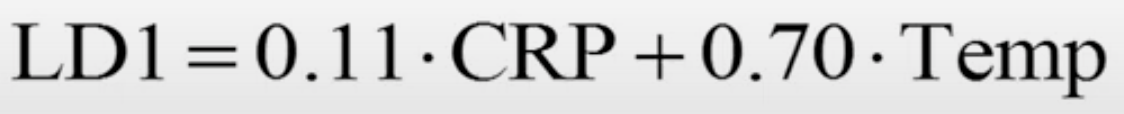 LD1 = 0.11 · CRP + 0.70 · Temp